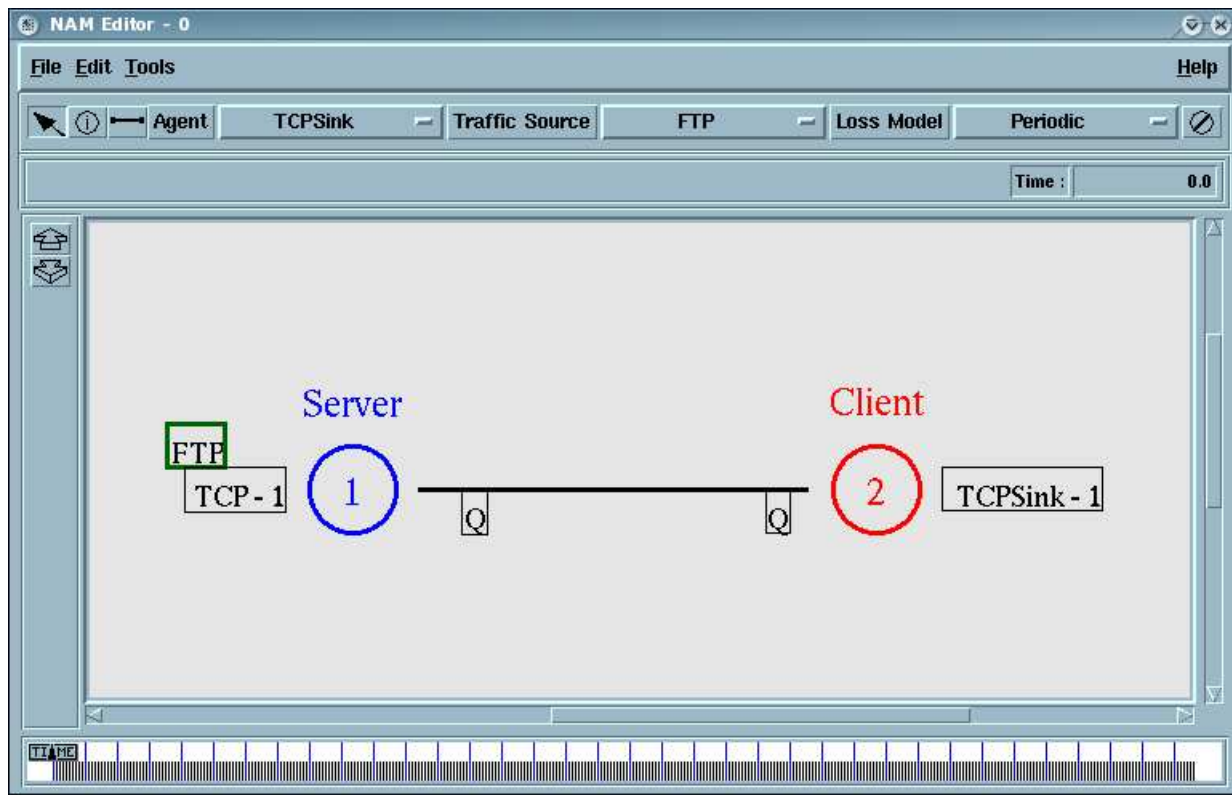 NAM Editor - 0
File Edit Tools Help
Agent TCPSink Traffic Source FTP Loss Model Periodic
Time : 0.0
Server Client
FTP
TCP - 1 1 2 TCPSink - 1
Q Q
TIME